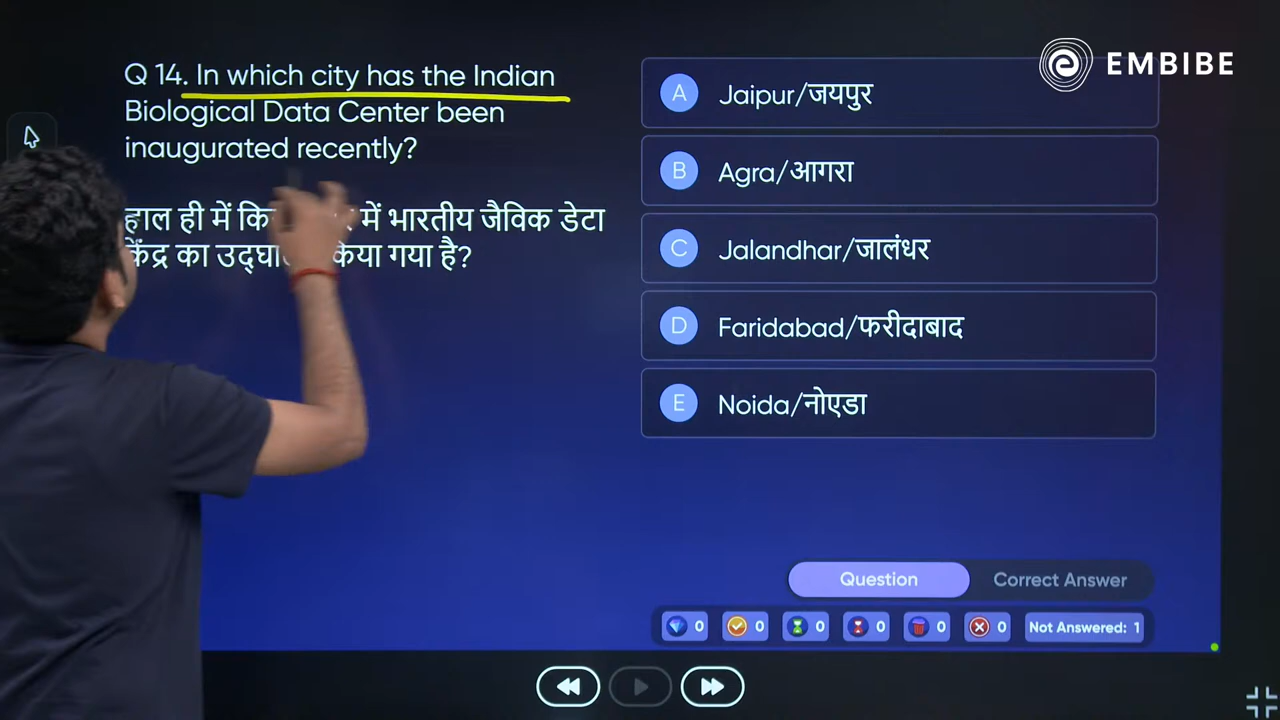 EMBIBE
Q 14. In which city has the Indian
Biological Data Center been
inaugurated recently?
हाल ही में में भारतीय जैविक डेटा
केंद्र का किया गया है?
A Jaipur/जयपुर
B Agra/आगरा
C Jalandhar/जालंधर
D Faridabad/फरीदाबाद
E Noida/नोएडा
Question Correct Answer
0 0 0 0 0 0 Not Answered: 1